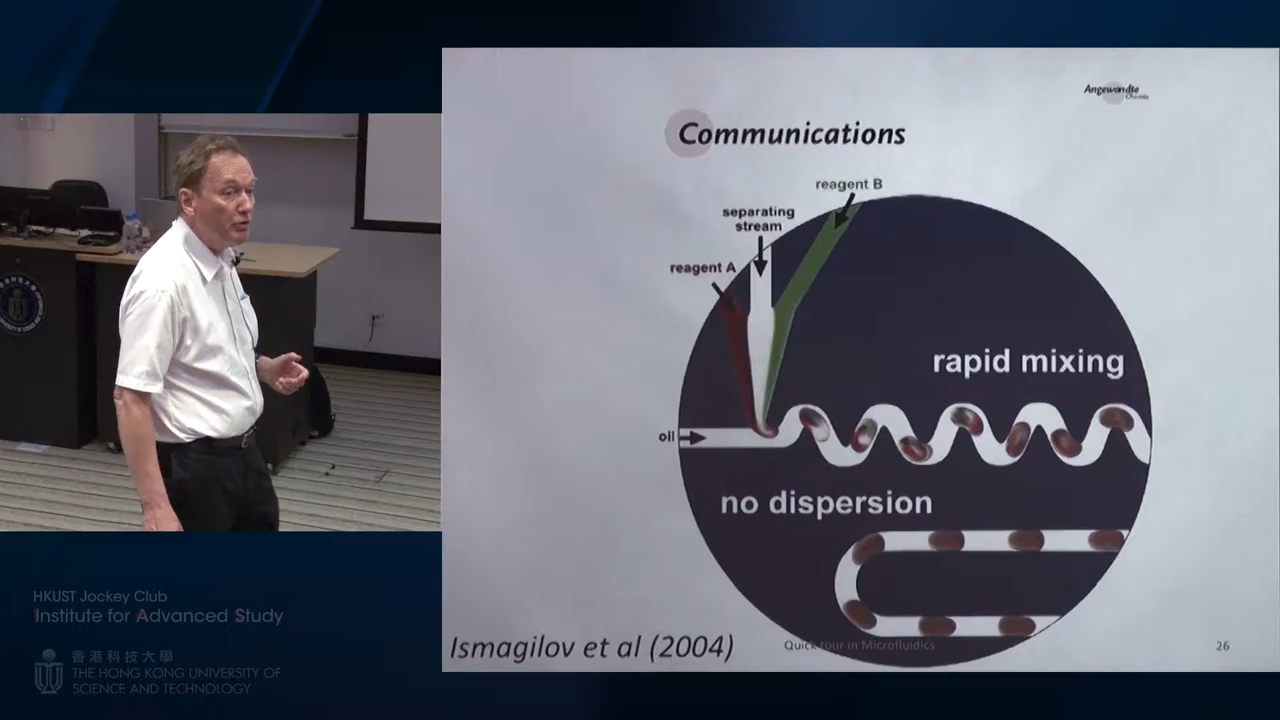 Angewandte
Chemie
Communications
reagent B
separating
stream
reagent A
rapid mixing
oil
no dispersion
Ismagilov et al (2004)
Quick tour in Microfluidics
26
HKUST Jockey Club
Institute for Advanced Study
香港科技大學
THE HONG KONG UNIVERSITY OF
SCIENCE AND TECHNOLOGY